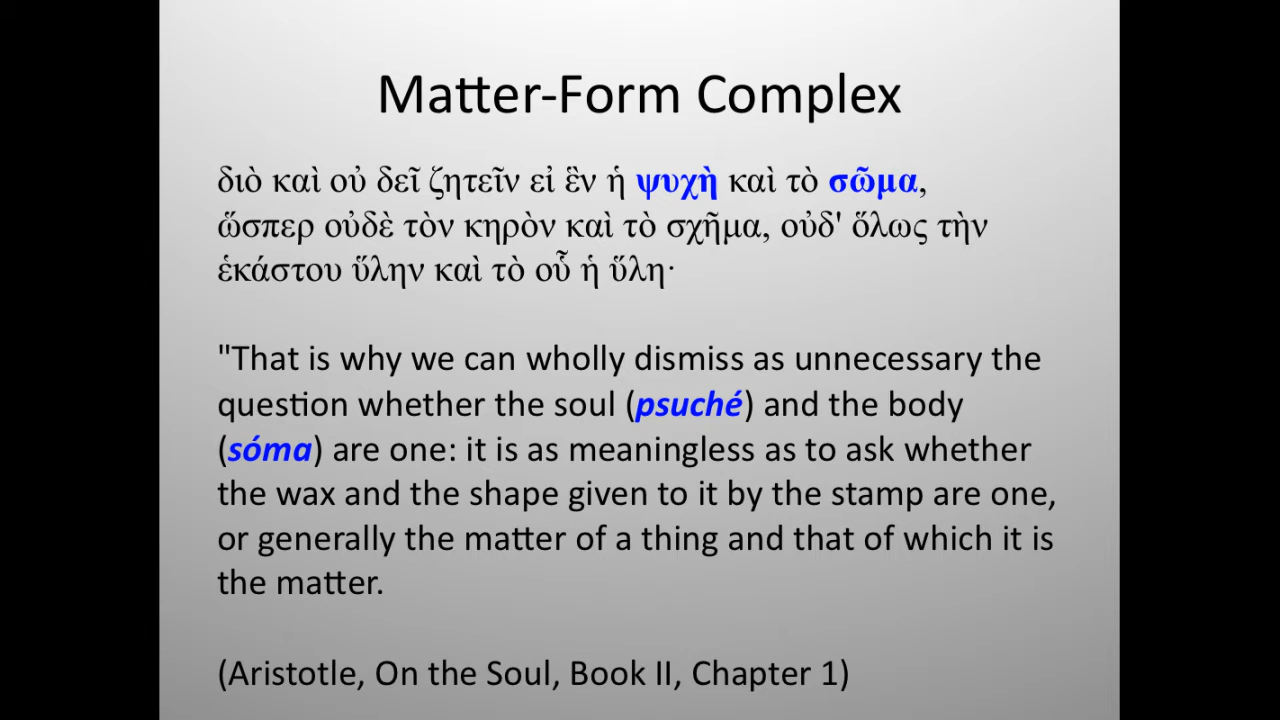 Matter-Form Complex
διὸ καὶ οὐ δεῖ ζητεῖν εἰ ἓν ἡ ψυχὴ καὶ τὸ σῶμα,
ὥσπερ οὐδὲ τὸν κηρὸν καὶ τὸ σχῆμα, οὐδ' ὅλως τὴν
ἑκάστου ὕλην καὶ τὸ οὗ ἡ ὕλη·
"That is why we can wholly dismiss as unnecessary the
question whether the soul (psuché) and the body
(sóma) are one: it is as meaningless as to ask whether
the wax and the shape given to it by the stamp are one,
or generally the matter of a thing and that of which it is
the matter.
(Aristotle, On the Soul, Book II, Chapter 1)